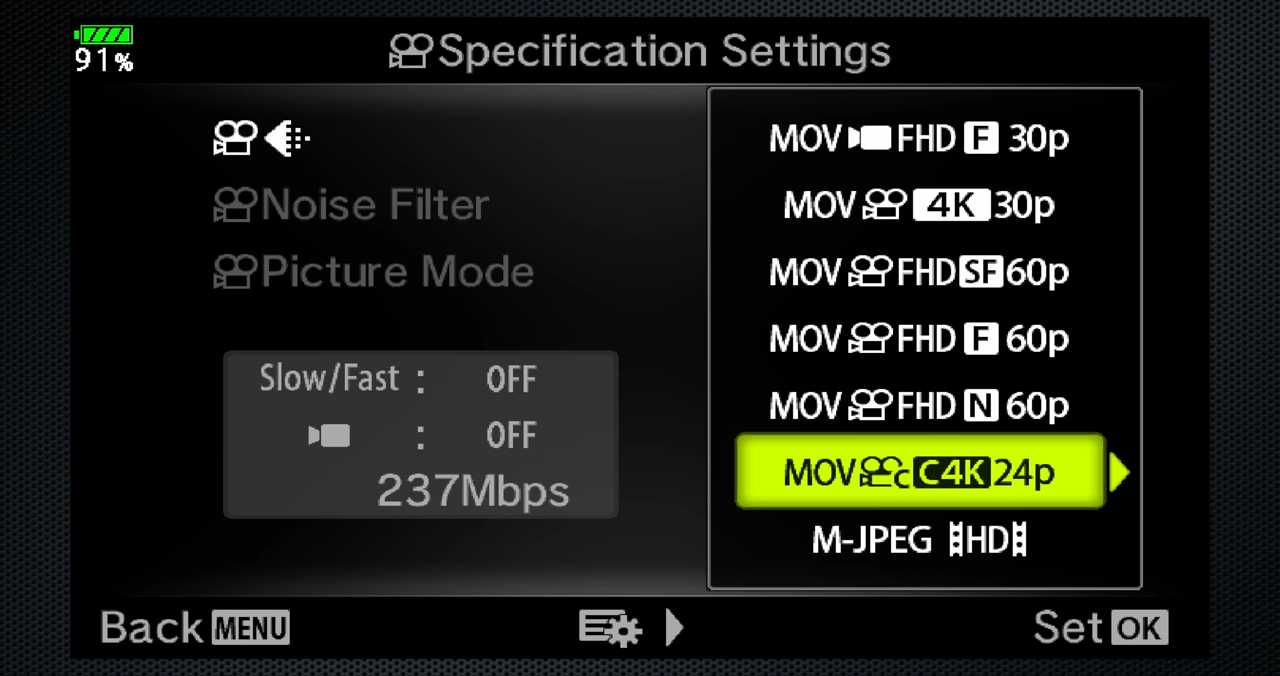 91%
Specification Settings
Noise Filter
Picture Mode
Slow/Fast : OFF
: OFF
237Mbps
MOV FHD F 30p
MOV 4K 30p
MOV FHD SF 60p
MOV FHD F 60p
MOV FHD N 60p
MOV C C4K 24p
M-JPEG HD
Back MENU
Set OK